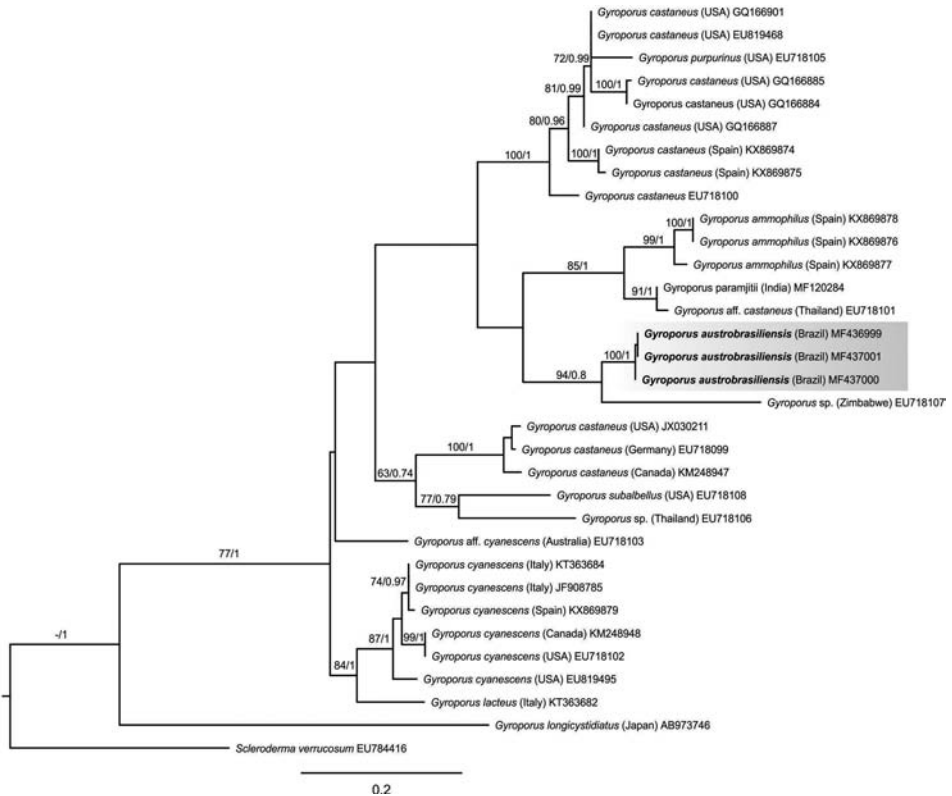 Gyroporus castaneus (USA) GQ166901
Gyroporus castaneus (USA) EU819468
72/0.99
Gyroporus purpurinus (USA) EU718105
81/0.99
100/1
Gyroporus castaneus (USA) GQ166885
Gyroporus castaneus (USA) GQ166884
80/0.96
Gyroporus castaneus (USA) GQ166887
100/1
100/1
Gyroporus castaneus (Spain) KX869874
Gyroporus castaneus (Spain) KX869875
Gyroporus castaneus EU718100
100/1
Gyroporus ammophilus (Spain) KX869878
99/1
Gyroporus ammophilus (Spain) KX869876
85/1
Gyroporus ammophilus (Spain) KX869877
91/1
Gyroporus paramjitii (India) MF120284
Gyroporus aff. castaneus (Thailand) EU718101
Gyroporus austrobrasiliensis (Brazil) MF436999
100/1
Gyroporus austrobrasiliensis (Brazil) MF437001
94/0.8
Gyroporus austrobrasiliensis (Brazil) MF437000
Gyroporus sp. (Zimbabwe) EU718107
Gyroporus castaneus (USA) JX030211
100/1
Gyroporus castaneus (Germany) EU718099
63/0.74
Gyroporus castaneus (Canada) KM248947
77/0.79
Gyroporus subalbellus (USA) EU718108
Gyroporus sp. (Thailand) EU718106
Gyroporus aff. cyanescens (Australia) EU718103
77/1
Gyroporus cyanescens (Italy) KT363684
74/0.97
Gyroporus cyanescens (Italy) JF908785
Gyroporus cyanescens (Spain) KX869879
87/1
99/1
Gyroporus cyanescens (Canada) KM248948
Gyroporus cyanescens (USA) EU718102
84/1
Gyroporus cyanescens (USA) EU819495
Gyroporus lacteus (Italy) KT363682
-/1
Gyroporus longicystidiatus (Japan) AB973746
Scleroderma verrucosum EU784416
0.2